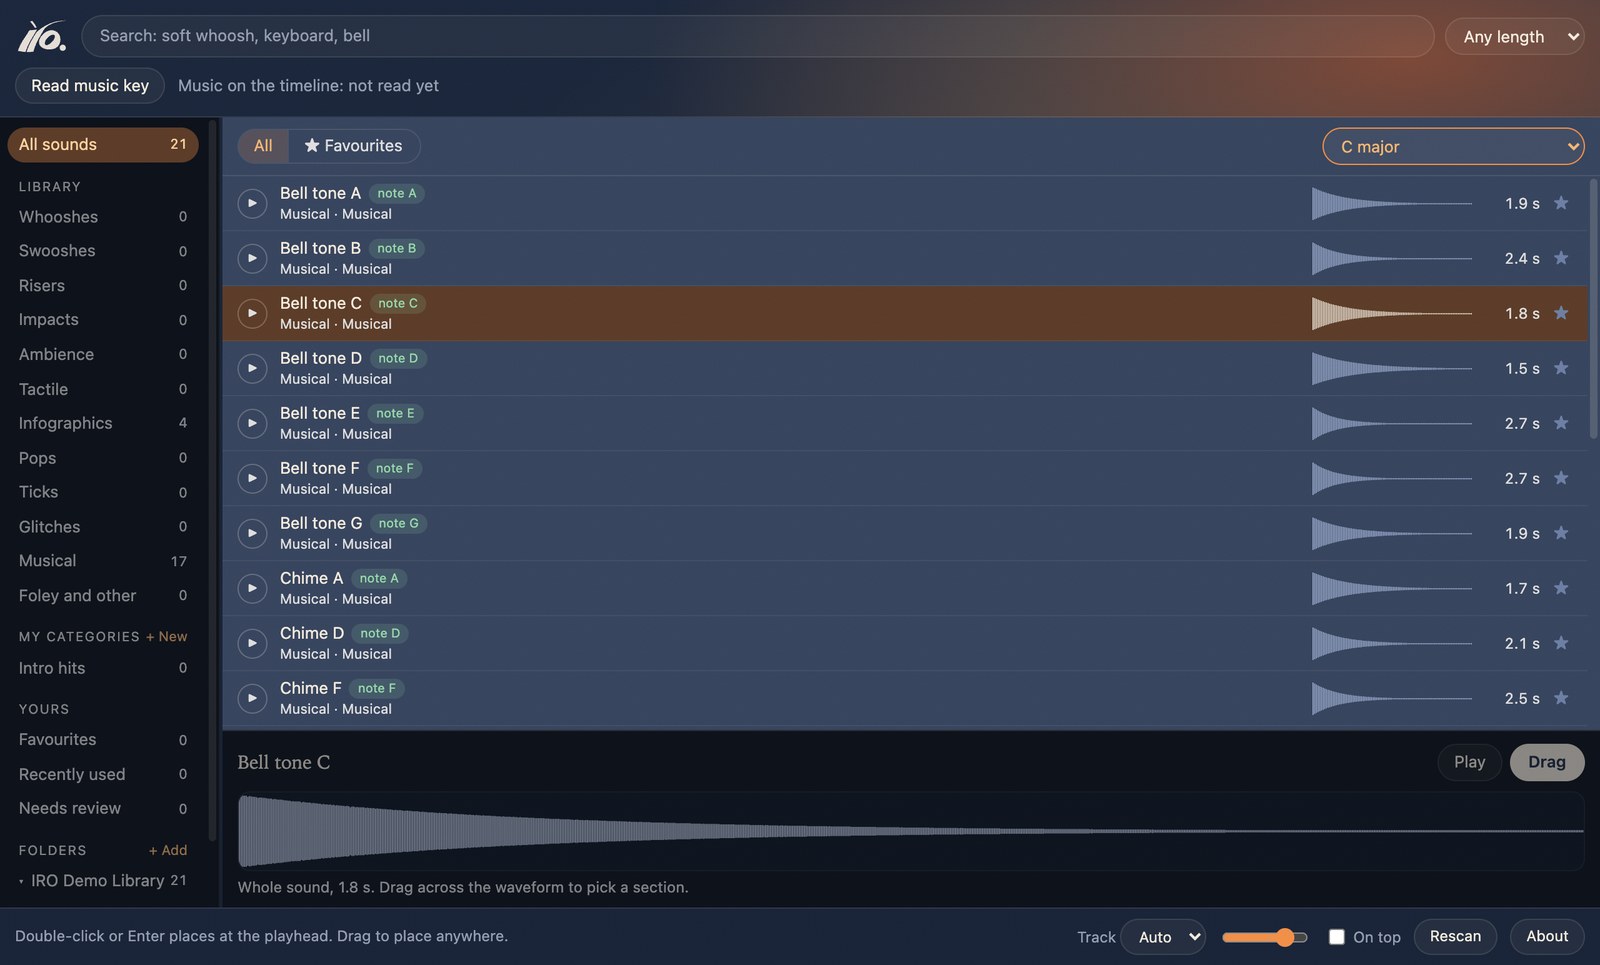 iro.
Search: soft whoosh, keyboard, bell
Any length
Read music key
Music on the timeline: not read yet
All sounds 21
LIBRARY
Whooshes 0
Swooshes 0
Risers 0
Impacts 0
Ambience 0
Tactile 0
Infographics 4
Pops 0
Ticks 0
Glitches 0
Musical 17
Foley and other 0
MY CATEGORIES + New
Intro hits 0
YOURS
Favourites 0
Recently used 0
Needs review 0
FOLDERS + Add
IRO Demo Library 21
All ★ Favourites
C major
Bell tone A note A
Musical · Musical
1.9 s
Bell tone B note B
Musical · Musical
2.4 s
Bell tone C note C
Musical · Musical
1.8 s
Bell tone D note D
Musical · Musical
1.5 s
Bell tone E note E
Musical · Musical
2.7 s
Bell tone F note F
Musical · Musical
2.7 s
Bell tone G note G
Musical · Musical
1.9 s
Chime A note A
Musical · Musical
1.7 s
Chime D note D
Musical · Musical
2.1 s
Chime F note F
Musical · Musical
2.5 s
Bell tone C
Play Drag
Whole sound, 1.8 s. Drag across the waveform to pick a section.
Double-click or Enter places at the playhead. Drag to place anywhere.
Track Auto
On top
Rescan
About